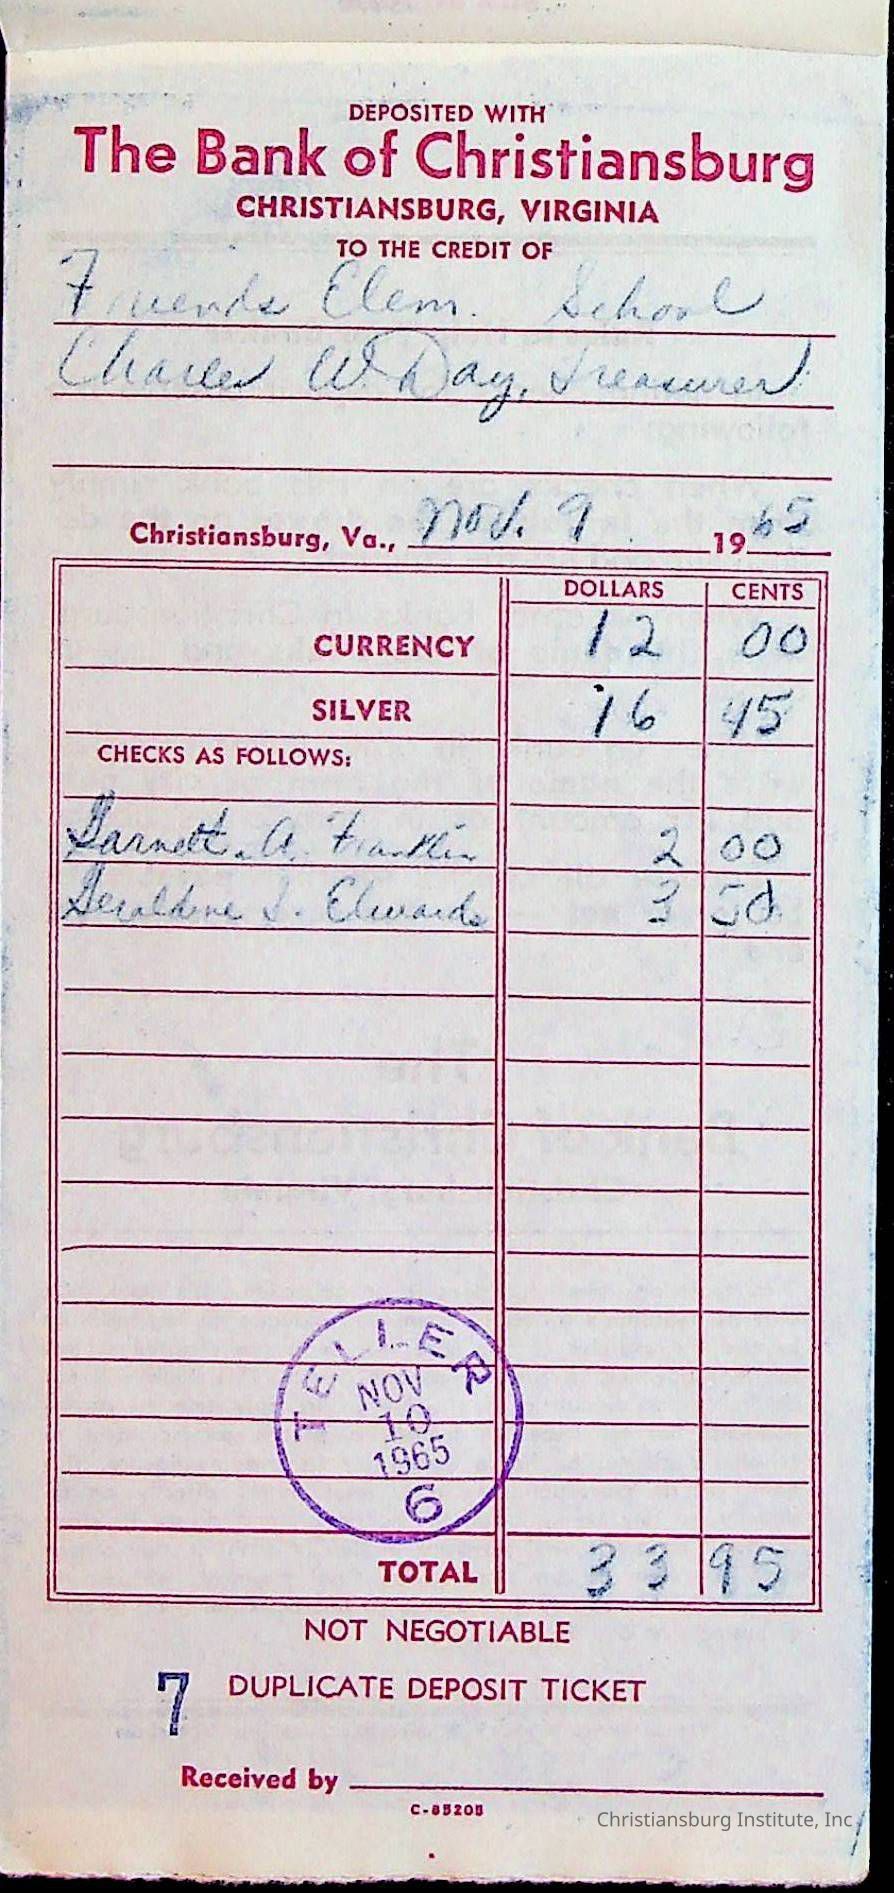 DEPOSITED WITH
The Bank of Christiansburg
CHRISTIANSBURG, VIRGINIA
TO THE CREDIT OF
Friends Elem. School
Charles W. Day, Treasurer
Christiansburg, Va., Nov. 9 1965
DOLLARS CENTS
CURRENCY 12 00
SILVER 16 45
CHECKS AS FOLLOWS:
Garnett A. Franklin 2 00
Geraldine S. Edwards 3 50
TELLER
NOV
10
1965
6
TOTAL 33 95
NOT NEGOTIABLE
7 DUPLICATE DEPOSIT TICKET
Received by
C-85205
Christiansburg Institute, Inc